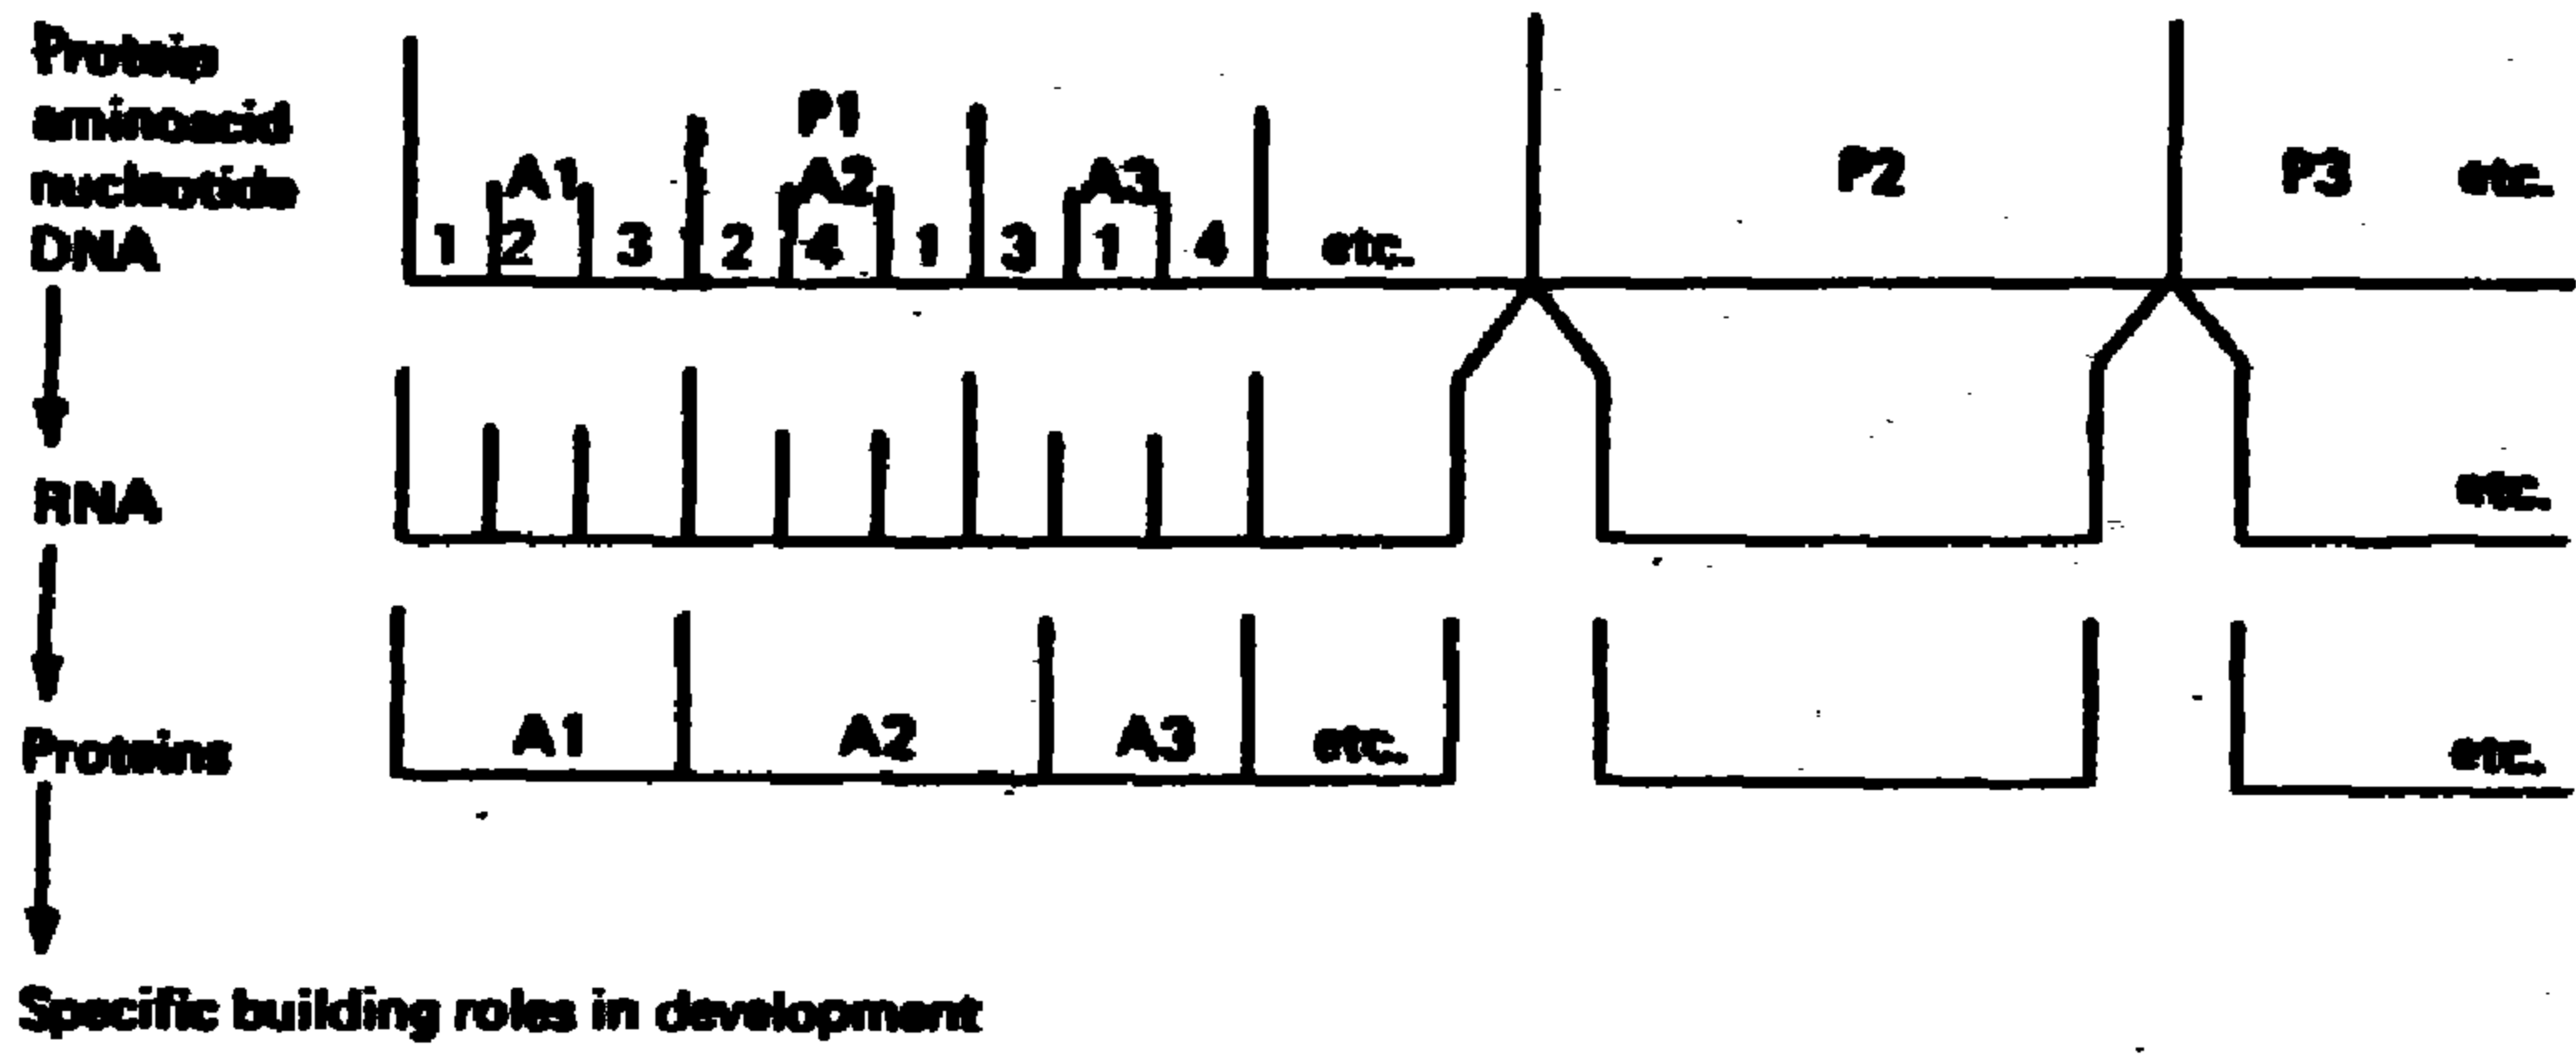 Protein
aminoacid
nucleotide
DNA
P1
A1 A2 A3
1 2 3 2 4 1 3 1 4 etc.
P2 P3 etc.
RNA etc.
Proteins A1 A2 A3 etc. etc.
Specific building roles in development